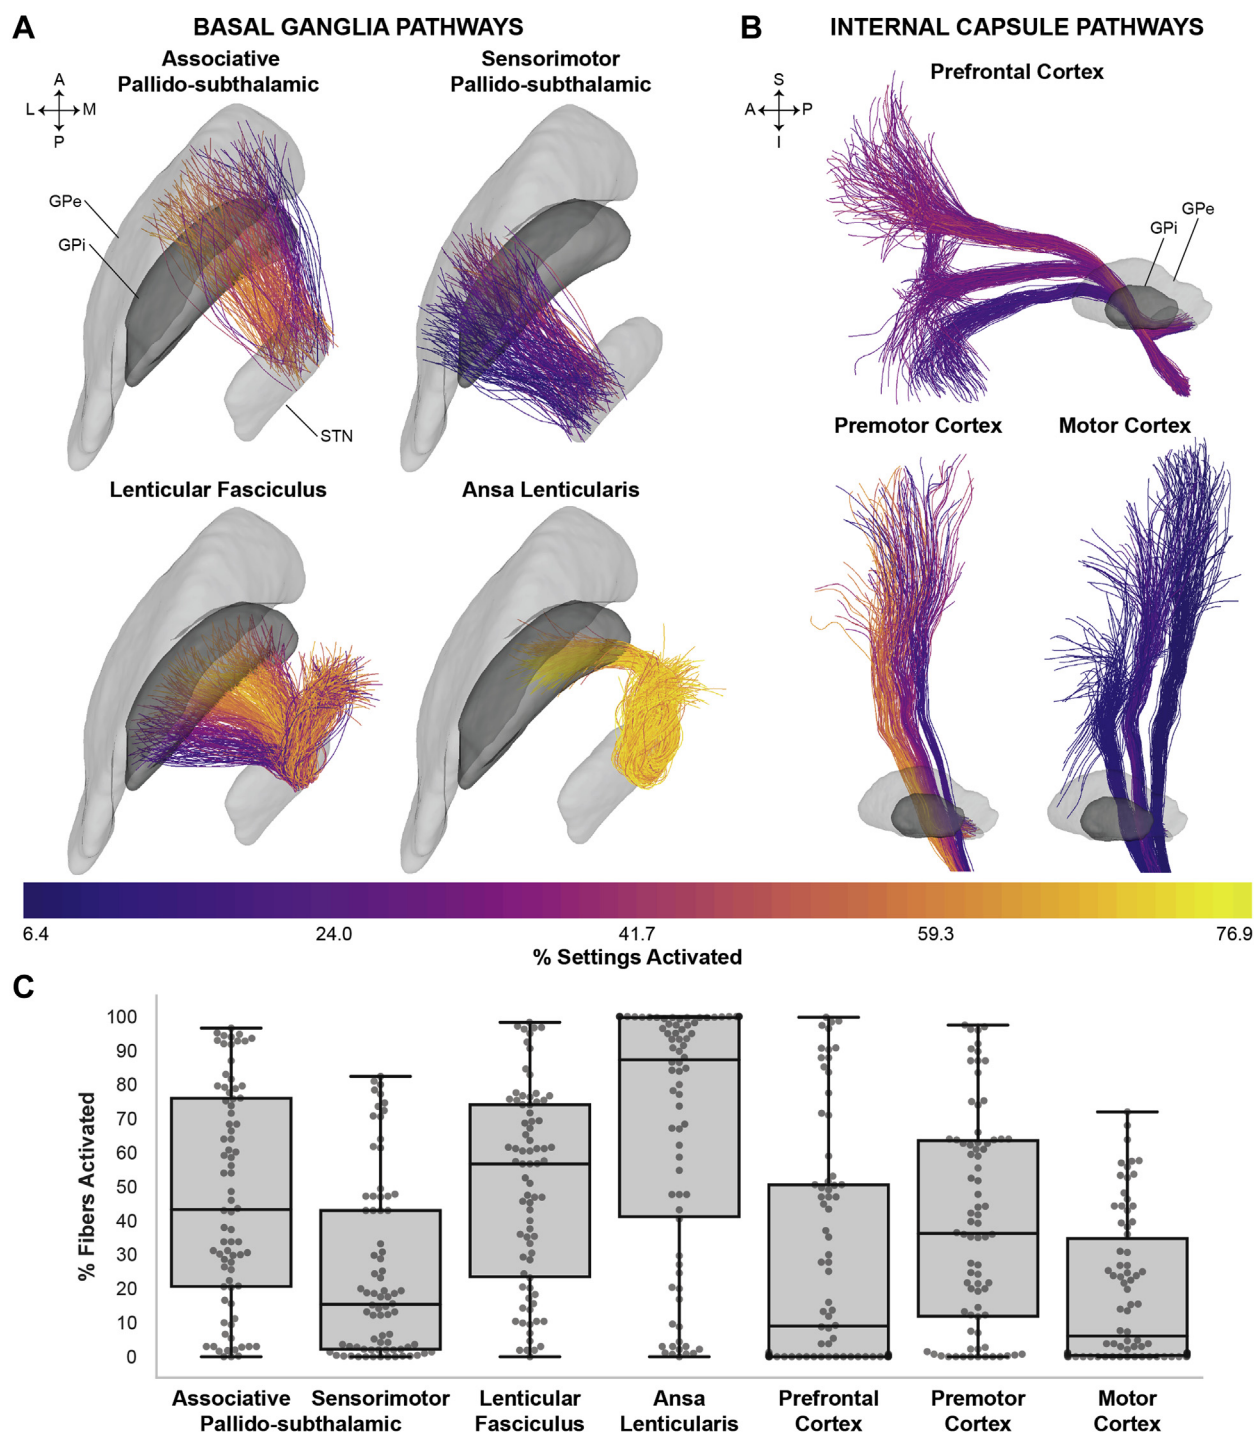 A
BASAL GANGLIA PATHWAYS
Associative
Pallido-subthalamic
Sensorimotor
Pallido-subthalamic
A
L M
P
GPe
GPi
STN
Lenticular Fasciculus
Ansa Lenticularis
B
INTERNAL CAPSULE PATHWAYS
Prefrontal Cortex
S
A P
I
GPe
GPi
Premotor Cortex
Motor Cortex
6.4 24.0 41.7 59.3 76.9
% Settings Activated
C
% Fibers Activated
100
90
80
70
60
50
40
30
20
10
0
Associative Sensorimotor
Pallido-subthalamic
Lenticular
Fasciculus
Ansa
Lenticularis
Prefrontal
Cortex
Premotor
Cortex
Motor
Cortex